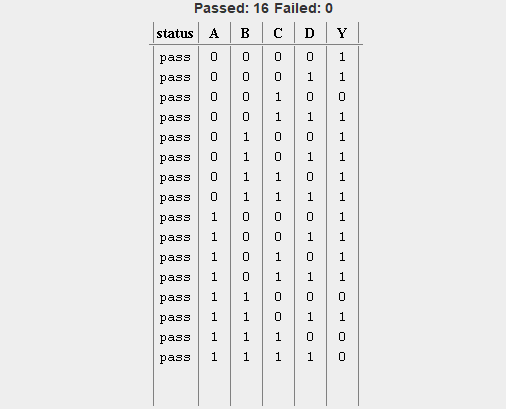 Passed: 16 Failed: 0
status A B C D Y
pass 0 0 0 0 1
pass 0 0 0 1 1
pass 0 0 1 0 0
pass 0 0 1 1 1
pass 0 1 0 0 1
pass 0 1 0 1 1
pass 0 1 1 0 1
pass 0 1 1 1 1
pass 1 0 0 0 1
pass 1 0 0 1 1
pass 1 0 1 0 1
pass 1 0 1 1 1
pass 1 1 0 0 0
pass 1 1 0 1 1
pass 1 1 1 0 0
pass 1 1 1 1 0